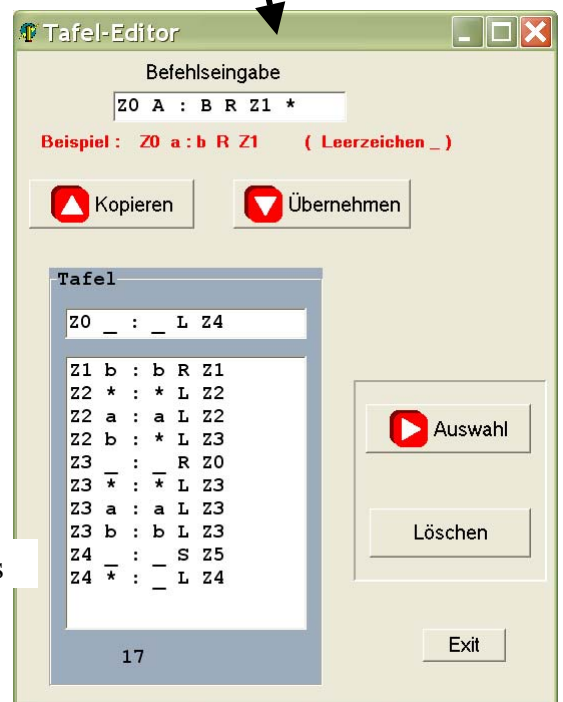 Tafel-Editor
Befehlseingabe
Z0 A : B R Z1 *
Beispiel : Z0 a : b R Z1 ( Leerzeichen _ )
Kopieren Übernehmen
Tafel
Z0 _ : _ L Z4
Z1 b : b R Z1
Z2 * : * L Z2
Z2 a : a L Z2
Z2 b : * L Z3
Z3 _ : _ R Z0
Z3 * : * L Z3
Z3 a : a L Z3
Z3 b : b L Z3
Z4 _ : _ S Z5
Z4 * : _ L Z4
Auswahl
Löschen
s
17
Exit